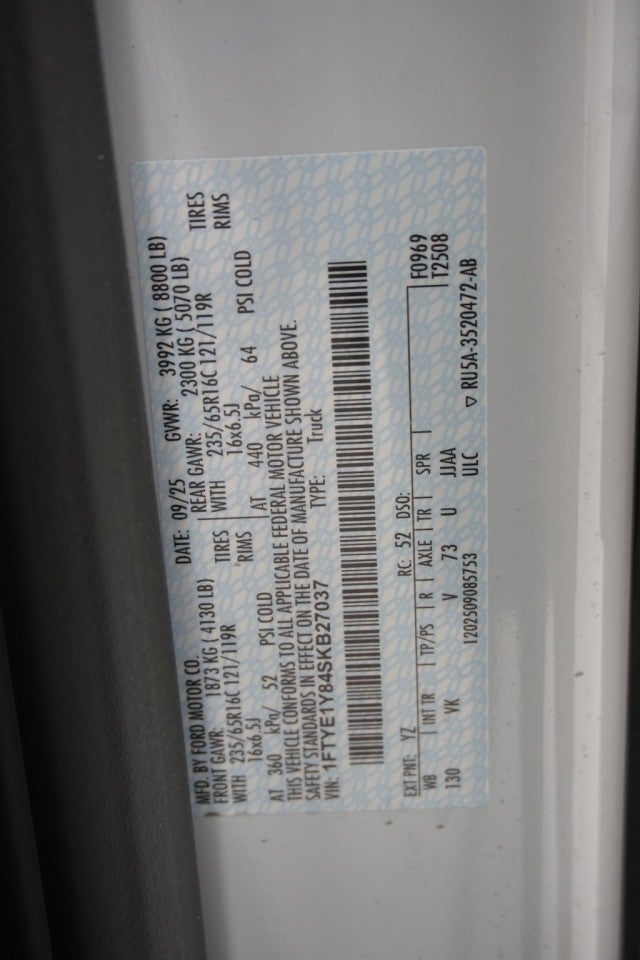 MFD. BY FORD MOTOR CO. DATE: 09/25 GVWR: 3992 KG ( 8800 LB)
FRONT GAWR: 1873 KG ( 4130 LB) REAR GAWR: 2300 KG ( 5070 LB)
WITH 235/65R16C 121/119R TIRES WITH 235/65R16C 121/119R TIRES
16x6.5J RIMS 16x6.5J RIMS
AT 360 kPa/ 52 PSI COLD AT 440 kPa/ 64 PSI COLD
THIS VEHICLE CONFORMS TO ALL APPLICABLE FEDERAL MOTOR VEHICLE
SAFETY STANDARDS IN EFFECT ON THE DATE OF MANUFACTURE SHOWN ABOVE.
VIN: 1FTYE1Y84SKB27037 TYPE: Truck
EXT PNT: YZ RC: 52 DSO: F0969
WB INT TR TP/PS R AXLE TR SPR T2508
130 VK V 73 U JJAA
1202509085753 ULC ▽ RU5A-3520472-AB